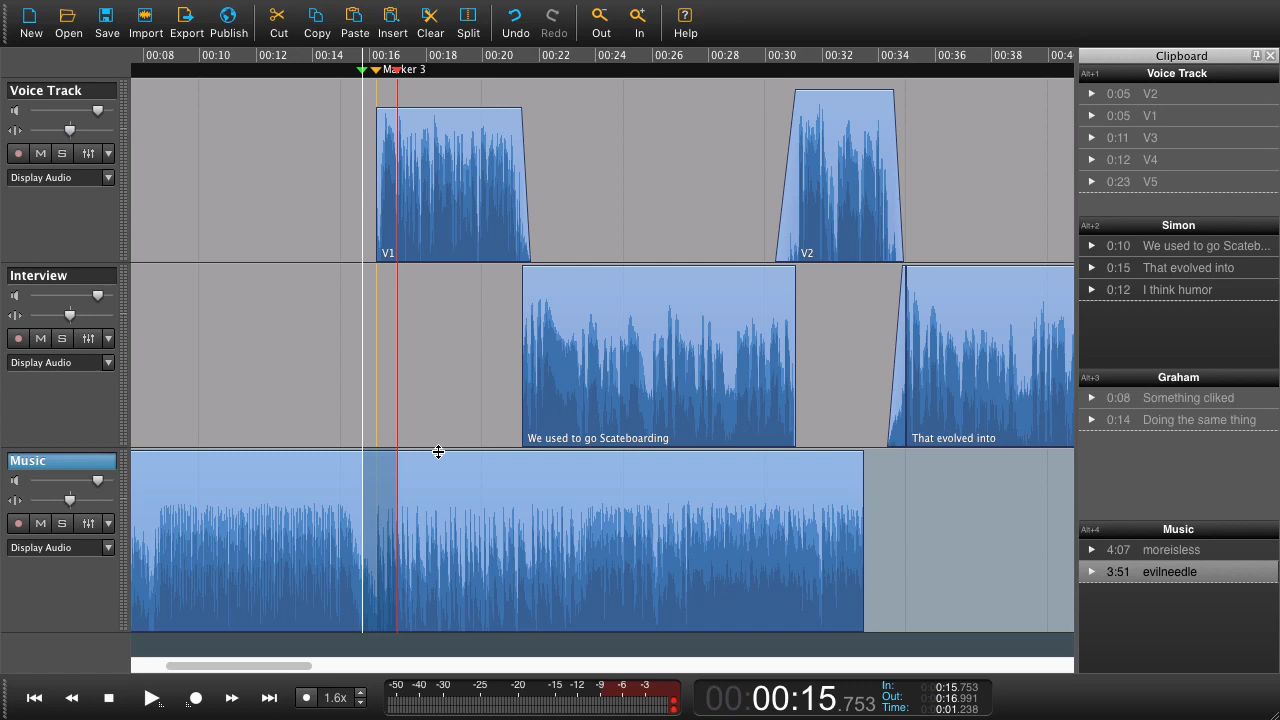 New Open Save Import Export Publish Cut Copy Paste Insert Clear Split Undo Redo Out In Help
00:08 00:10 00:12 00:14 00:16 00:18 00:20 00:22 00:24 00:26 00:28 00:30 00:32 00:34 00:36 00:38
Marker 3
Voice Track
M S
Display Audio
V1
V2
Interview
M S
Display Audio
We used to go Scateboarding
That evolved into
Music
M S
Display Audio
Clipboard
Alt+1 Voice Track
0:05 V2
0:05 V1
0:11 V3
0:12 V4
0:23 V5
Alt+2 Simon
0:10 We used to go Scateb...
0:15 That evolved into
0:12 I think humor
Alt+3 Graham
0:08 Something cliked
0:14 Doing the same thing
Alt+4 Music
4:07 moreisless
3:51 evilneedle
1.6x
-50 -40 -30 -25 -20 -15 -12 -9 -6 -3
00:00:15.753
In: 0:00:15.753
Out: 0:00:16.991
Time: 0:00:01.238